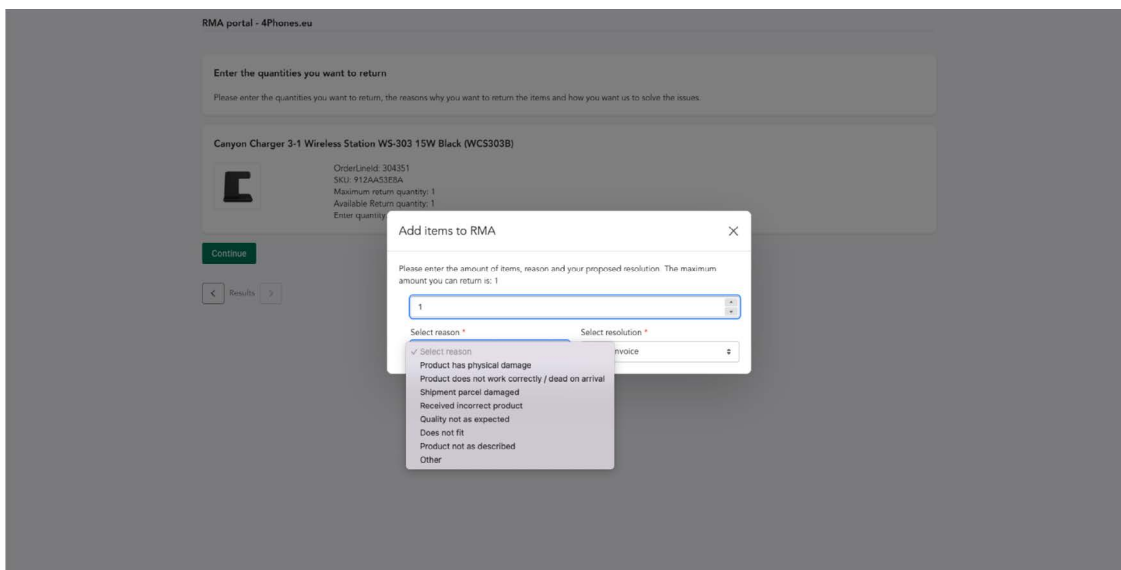 RMA portal - 4Phones.eu
Enter the quantities you want to return
Please enter the quantities you want to return, the reasons why you want to return the items and how you want us to solve the issues.
Canyon Charger 3-1 Wireless Station WS-303 15W Black (WCS303B)
OrderLineId: 304351
SKU: 912AA53E8A
Maximum return quantity: 1
Available Return quantity: 1
Enter quantity
Continue
Results
Add items to RMA
Please enter the amount of items, reason and your proposed resolution. The maximum
amount you can return is: 1
1
Select reason * Select resolution *
✓ Select reason
Product has physical damage
Product does not work correctly / dead on arrival
Shipment parcel damaged
Received incorrect product
Quality not as expected
Does not fit
Product not as described
Other